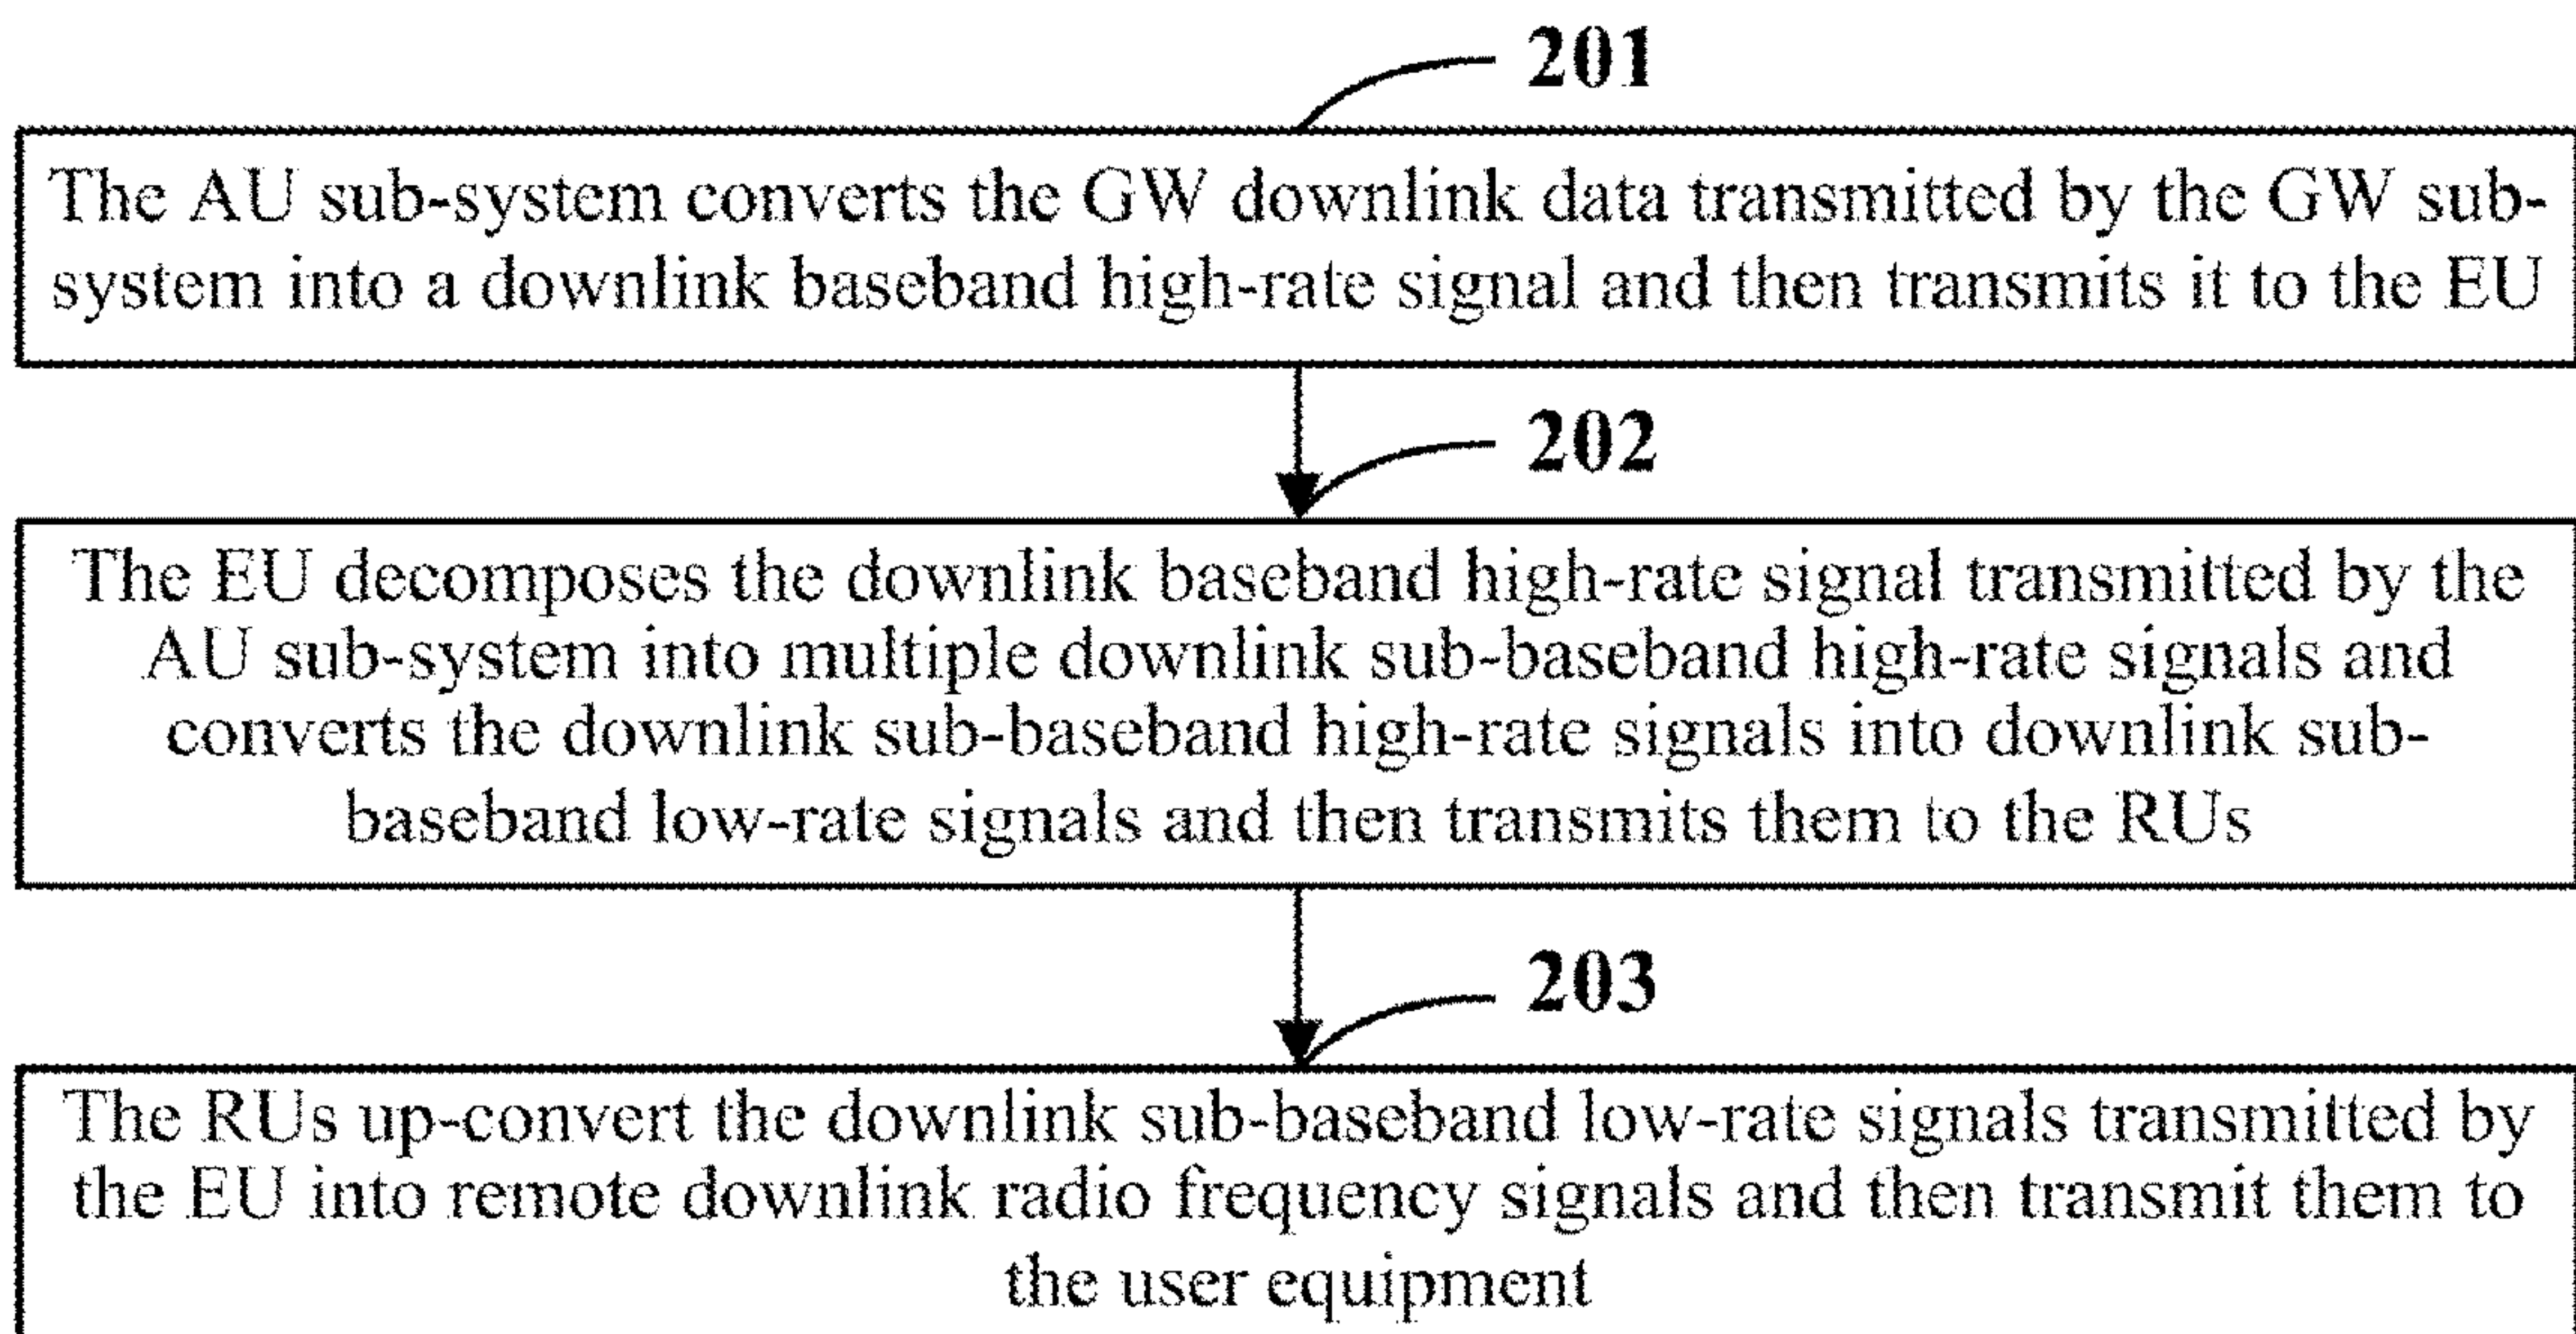 201
The AU sub-system converts the GW downlink data transmitted by the GW sub-
system into a downlink baseband high-rate signal and then transmits it to the EU
202
The EU decomposes the downlink baseband high-rate signal transmitted by the
AU sub-system into multiple downlink sub-baseband high-rate signals and
converts the downlink sub-baseband high-rate signals into downlink sub-
baseband low-rate signals and then transmits them to the RUs
203
The RUs up-convert the downlink sub-baseband low-rate signals transmitted by
the EU into remote downlink radio frequency signals and then transmit them to
the user equipment